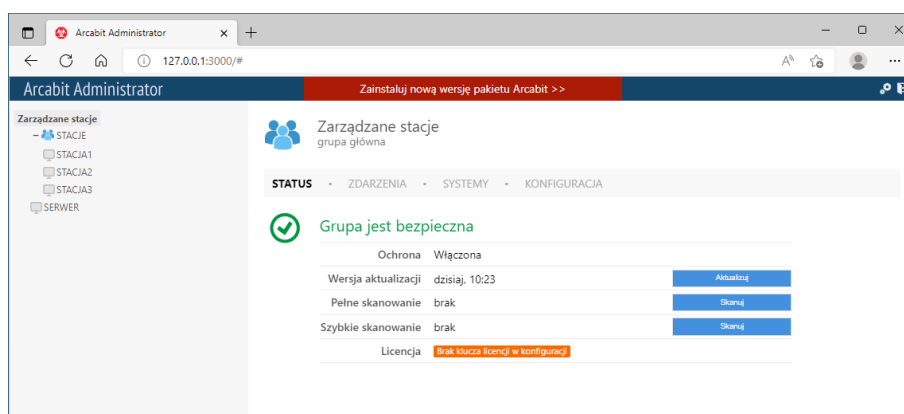 Arcabit Administrator
127.0.0.1:3000/#
Arcabit Administrator
Zainstaluj nową wersję pakietu Arcabit >>
Zarządzane stacje
STACJE
STACJA1
STACJA2
STACJA3
SERWER
Zarządzane stacje
grupa główna
STATUS • ZDARZENIA • SYSTEMY • KONFIGURACJA
Grupa jest bezpieczna
Ochrona Włączona
Wersja aktualizacji dzisiaj, 10:23 Aktualizuj
Pełne skanowanie brak Skanuj
Szybkie skanowanie brak Skanuj
Licencja Brak klucza licencji w konfiguracji